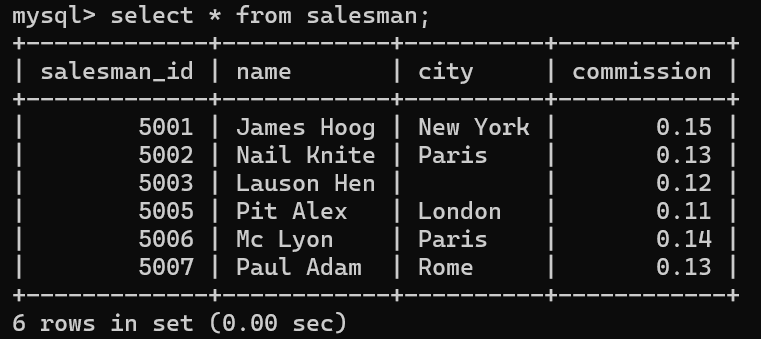 mysql> select * from salesman;
+-------------+------------+----------+------------+
| salesman_id | name       | city     | commission |
+-------------+------------+----------+------------+
|        5001 | James Hoog | New York |       0.15 |
|        5002 | Nail Knite | Paris    |       0.13 |
|        5003 | Lauson Hen |          |       0.12 |
|        5005 | Pit Alex   | London   |       0.11 |
|        5006 | Mc Lyon    | Paris    |       0.14 |
|        5007 | Paul Adam  | Rome     |       0.13 |
+-------------+------------+----------+------------+
6 rows in set (0.00 sec)